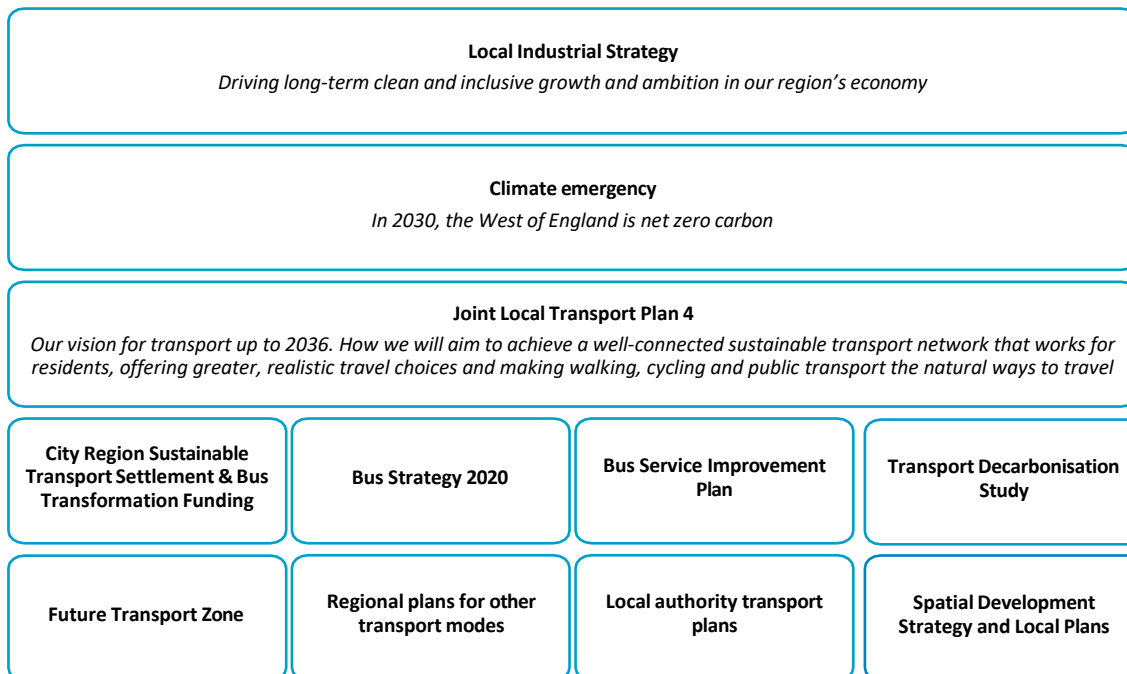 Local Industrial Strategy
Driving long-term clean and inclusive growth and ambition in our region's economy
Climate emergency
In 2030, the West of England is net zero carbon
Joint Local Transport Plan 4
Our vision for transport up to 2036. How we will aim to achieve a well-connected sustainable transport network that works for
residents, offering greater, realistic travel choices and making walking, cycling and public transport the natural ways to travel
City Region Sustainable
Transport Settlement & Bus
Transformation Funding
Bus Strategy 2020
Bus Service Improvement
Plan
Transport Decarbonisation
Study
Future Transport Zone
Regional plans for other
transport modes
Local authority transport
plans
Spatial Development
Strategy and Local Plans